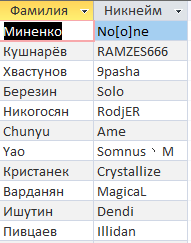 Фамилия Никнейм
Миненко No[o]ne
Кушнарёв RAMZES666
Хвастунов 9pasha
Березин Solo
Никогосян RodjER
Chunyu Ame
Yao Somnus丶M
Кристанек Crystallize
Варданян MagicaL
Ишутин Dendi
Пивцаев Illidan